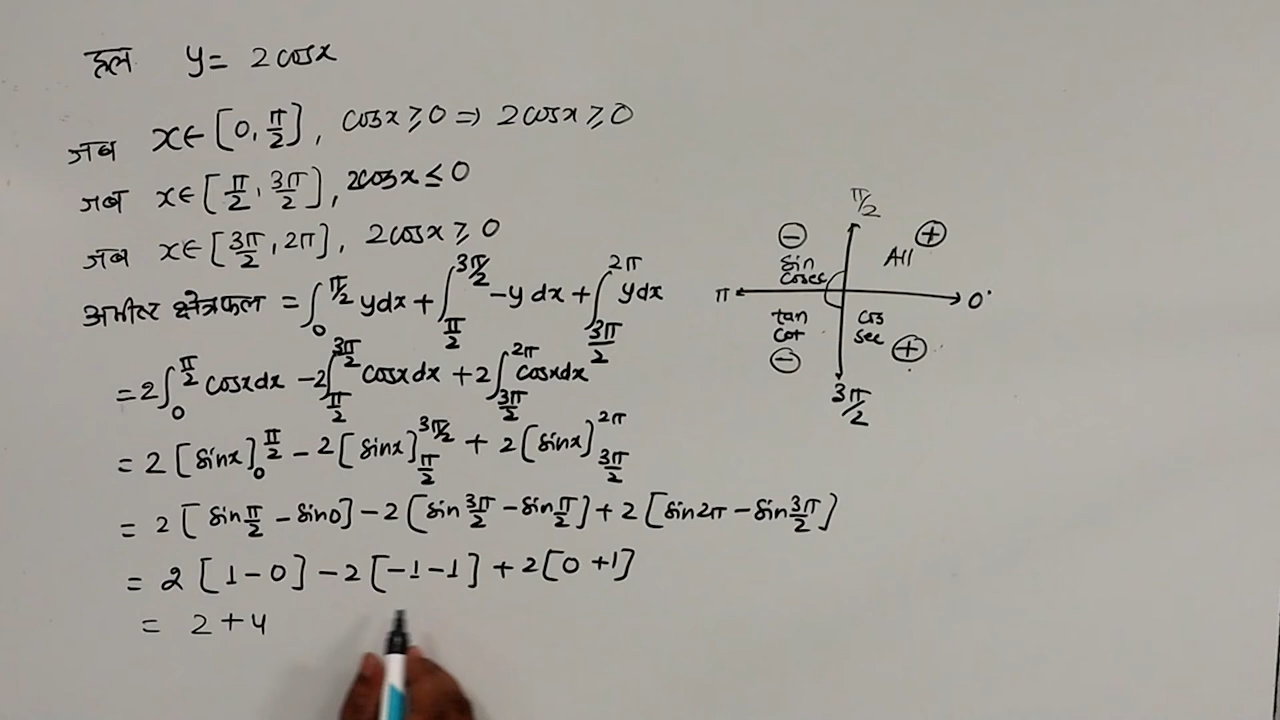 हल y = 2cosx
जब x∈[0, π/2], cosx ≥ 0 ⇒ 2cosx ≥ 0
जब x∈[π/2, 3π/2], 2cosx ≤ 0
जब x∈[3π/2, 2π], 2cosx ≥ 0
अभीष्ट क्षेत्रफल = ∫₀^(π/2) ydx + ∫_(π/2)^(3π/2) -y dx + ∫_(3π/2)^(2π) ydx
= 2∫₀^(π/2) cosxdx - 2∫_(π/2)^(3π/2) cosxdx + 2∫_(3π/2)^(2π) cosxdx
= 2[sinx]₀^(π/2) - 2[sinx]_(π/2)^(3π/2) + 2[sinx]_(3π/2)^(2π)
= 2[sin π/2 - sin0] - 2[sin 3π/2 - sin π/2] + 2[sin2π - sin 3π/2]
= 2[1-0] - 2[-1-1] + 2[0+1]
= 2+4
π/2
⊖ ⊕
sin All
cosec
π 0°
tan cos
cot sec
⊖ ⊕
3π/2